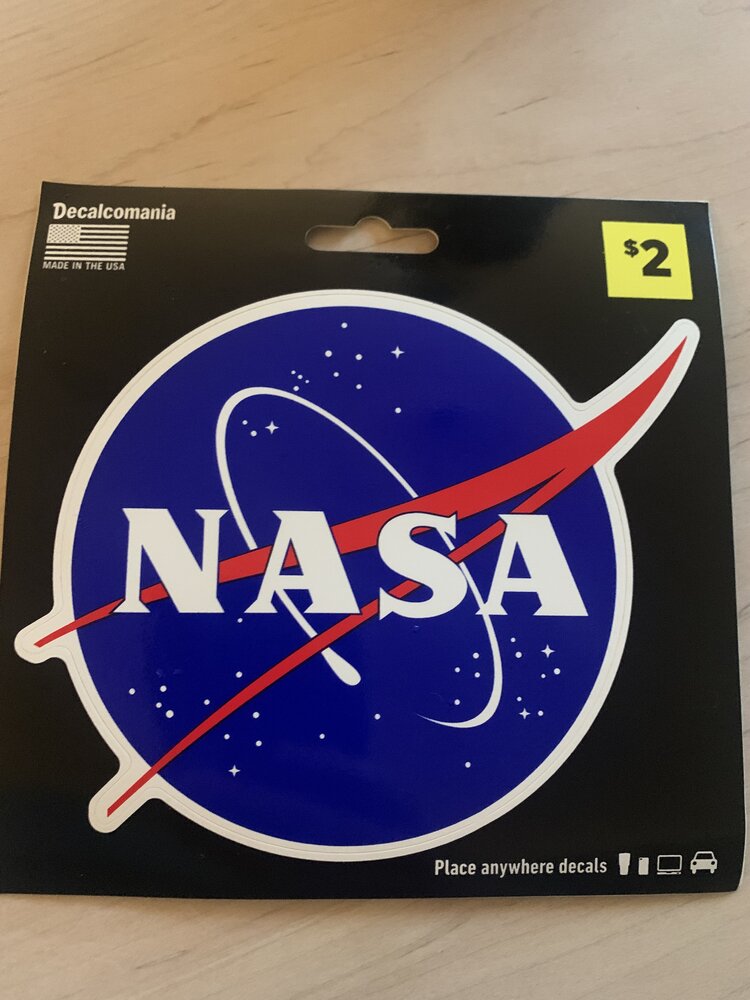 Decalcomania
MADE IN THE USA
$2
NASA
Place anywhere decals